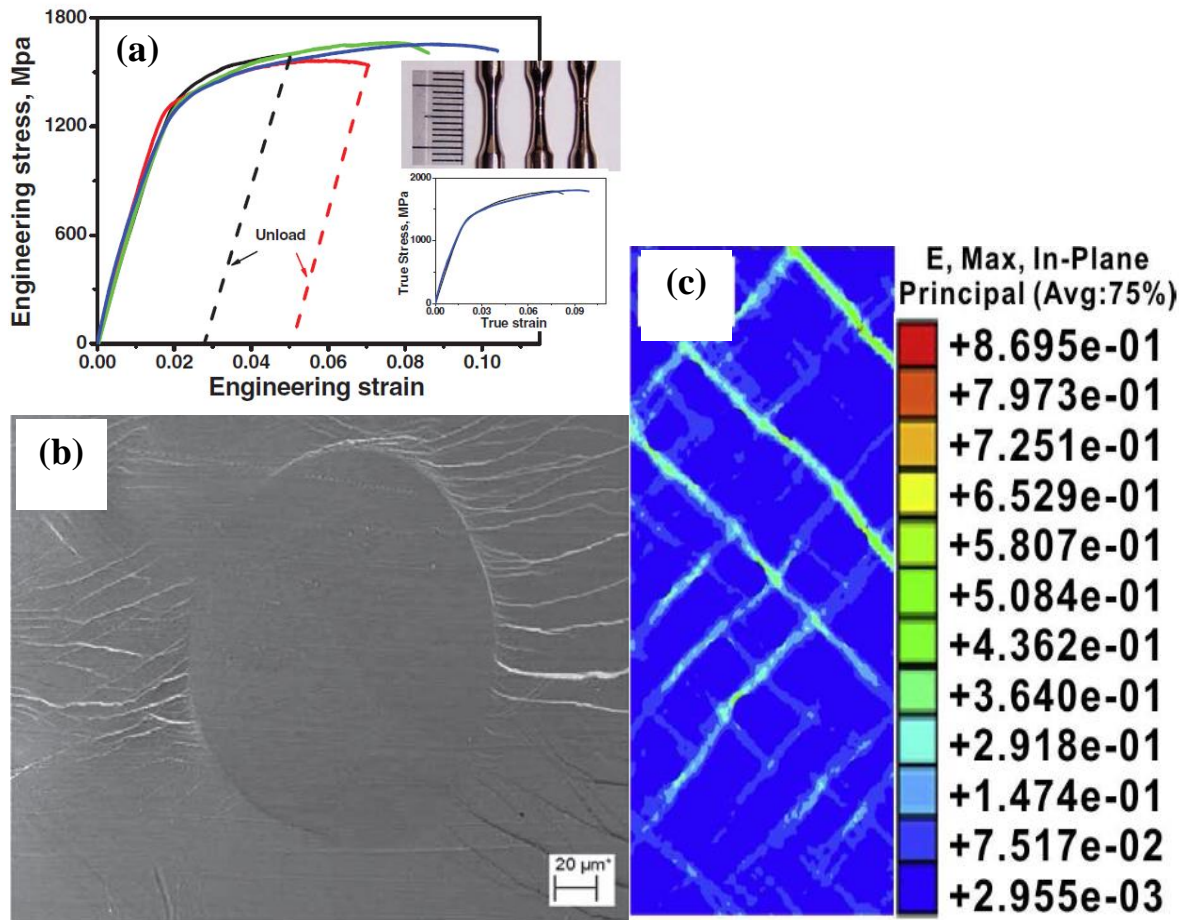 (a)
1800
1200
600
0
Engineering stress, Mpa
0.00 0.02 0.04 0.06 0.08 0.10
Engineering strain
Unload
2000
1000
0
True Stress, MPa
0.00 0.03 0.06 0.09
True strain
(b)
20 µm*
(c)
E, Max, In-Plane
Principal (Avg:75%)
+8.695e-01
+7.973e-01
+7.251e-01
+6.529e-01
+5.807e-01
+5.084e-01
+4.362e-01
+3.640e-01
+2.918e-01
+1.474e-01
+7.517e-02
+2.955e-03